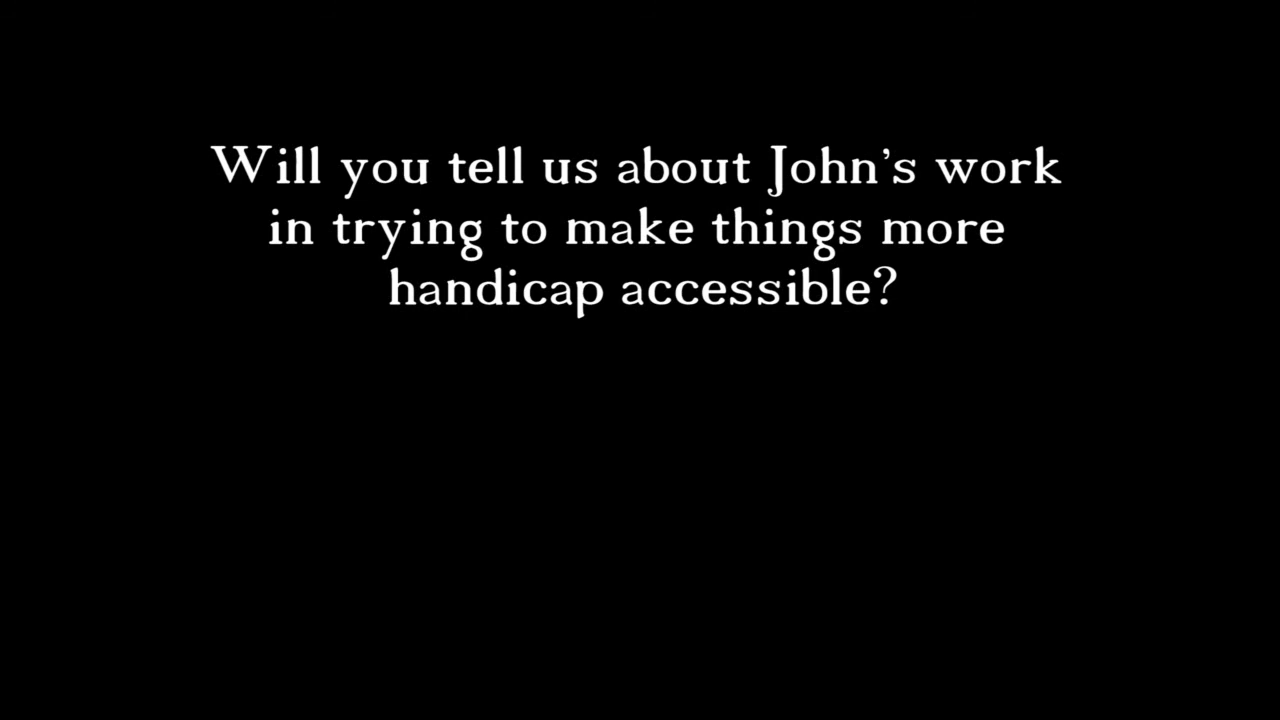 Will you tell us about John’s work
in trying to make things more
handicap accessible?